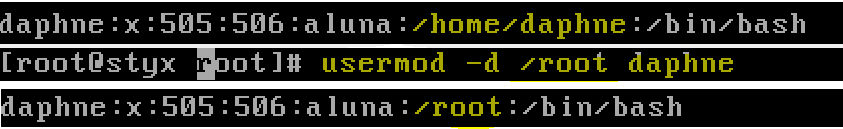 daphne:x:505:506:aluna:/home/daphne:/bin/bash
[root@styx root]# usermod -d /root daphne
daphne:x:505:506:aluna:/root:/bin/bash